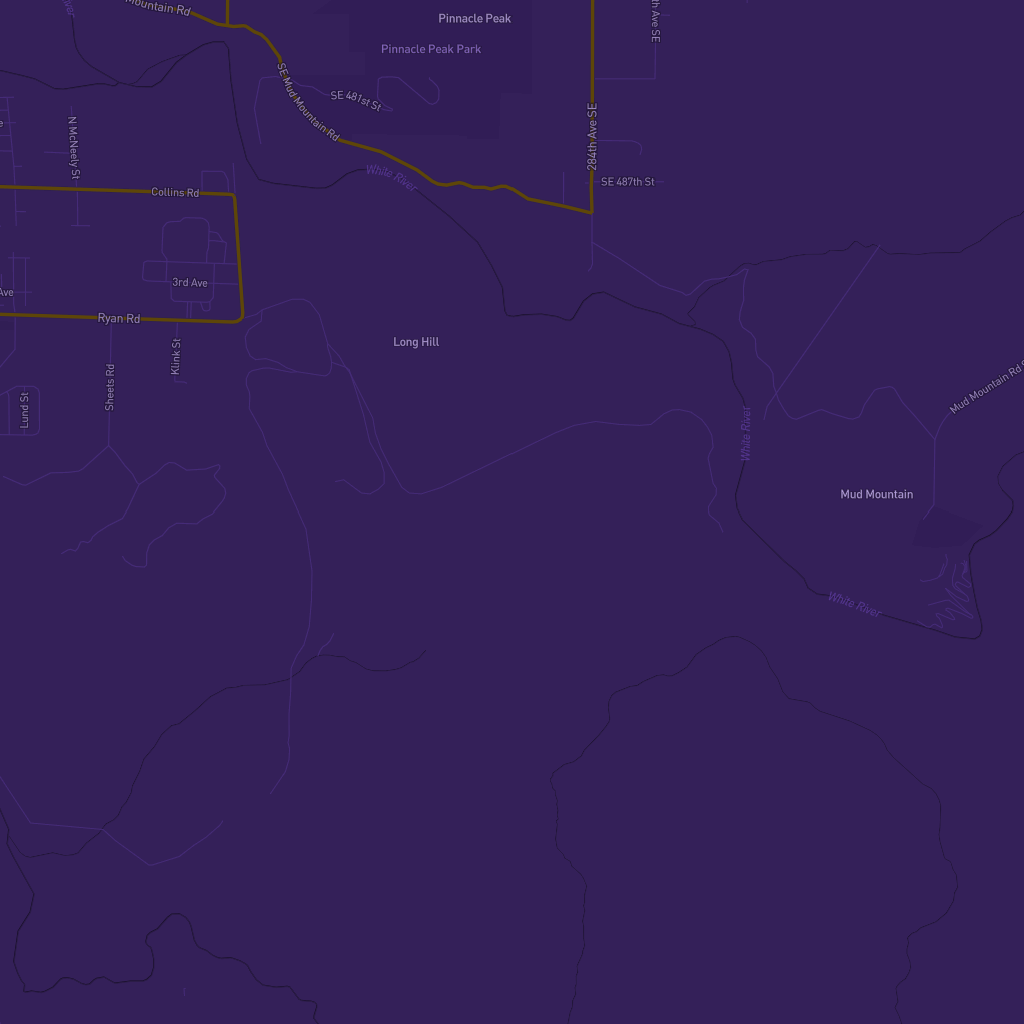 Mountain Rd
Pinnacle Peak
Pinnacle Peak Park
SE Mud Mountain Rd
SE 481st St
284th Ave SE
N McNeely St
White River
SE 487th St
Collins Rd
3rd Ave
Ave
Ryan Rd
Long Hill
Klink St
Sheets Rd
Lund St
Mud Mountain Rd
White River
Mud Mountain
White River